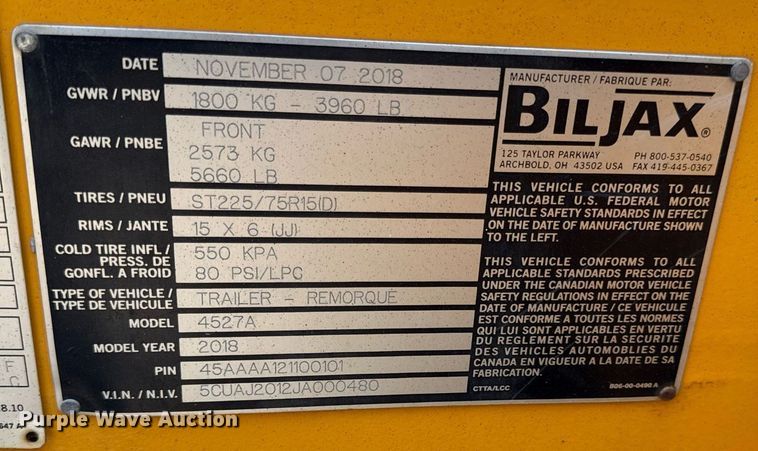 DATE NOVEMBER 07 2018
GVWR / PNBV 1800 KG - 3960 LB
GAWR / PNBE FRONT
2573 KG
5660 LB
TIRES / PNEU ST225/75R15(D)
RIMS / JANTE 15 X 6 (JJ)
COLD TIRE INFL / PRESS. DE GONFL. A FROID
550 KPA
80 PSI/LPC
TYPE OF VEHICLE / TYPE DE VEHICULE
TRAILER - REMORQUE
MODEL 4527A
MODEL YEAR 2018
PIN 45AAAA121100101
V.I.N. / N.I.V. 5CUAJ2012JA000480
MANUFACTURER / FABRIQUE PAR:
BILJAX®
125 TAYLOR PARKWAY PH 800-537-0540
ARCHBOLD, OH 43502 USA FAX 419-445-0367
THIS VEHICLE CONFORMS TO ALL
APPLICABLE U.S. FEDERAL MOTOR
VEHICLE SAFETY STANDARDS IN EFFECT
ON THE DATE OF MANUFACTURE SHOWN
TO THE LEFT.
THIS VEHICLE CONFORMS TO ALL
APPLICABLE STANDARDS PRESCRIBED
UNDER THE CANADIAN MOTOR VEHICLE
SAFETY REGULATIONS IN EFFECT ON THE
DATE OF MANUFACTURE / CE VEHICULE
EST CONFORME A TOUTES LES NORMES
QUI LUI SONT APPLICABLES EN VERTU
DU REGLEMENT SUR LA SECURITE
DES VEHICULES AUTOMOBILES DU
CANADA EN VIGUEUR A LA DATE DE SA
FABRICATION.
CTTA/LCC B06-00-0490 A
F
C
8.10
647 A
Purple Wave Auction